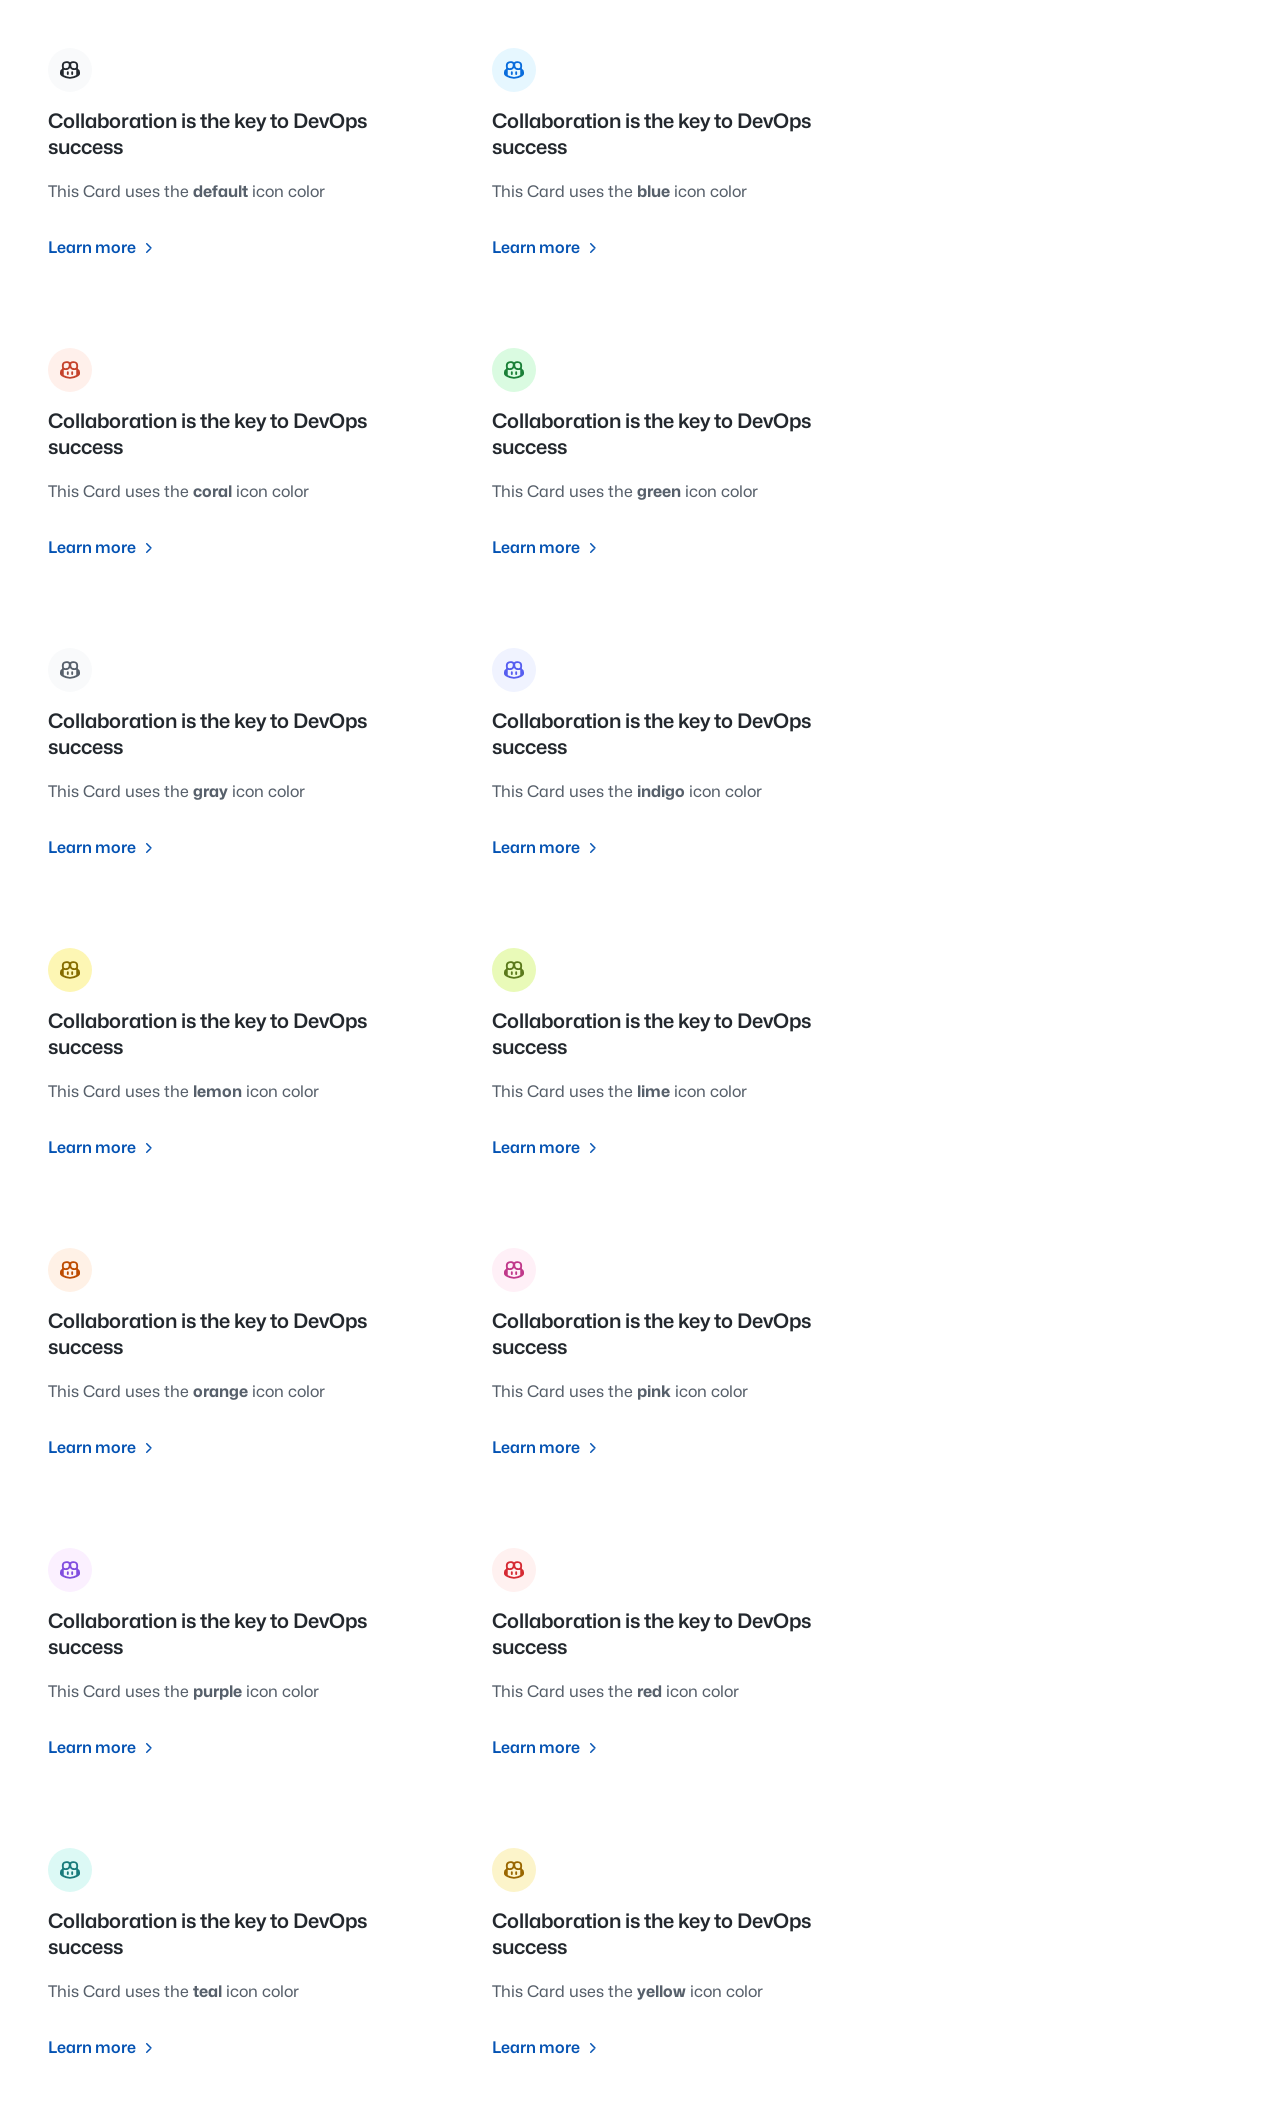 Collaboration is the key to DevOps
success
This Card uses the default icon color
Learn more
Collaboration is the key to DevOps
success
This Card uses the blue icon color
Learn more
Collaboration is the key to DevOps
success
This Card uses the coral icon color
Learn more
Collaboration is the key to DevOps
success
This Card uses the green icon color
Learn more
Collaboration is the key to DevOps
success
This Card uses the gray icon color
Learn more
Collaboration is the key to DevOps
success
This Card uses the indigo icon color
Learn more
Collaboration is the key to DevOps
success
This Card uses the lemon icon color
Learn more
Collaboration is the key to DevOps
success
This Card uses the lime icon color
Learn more
Collaboration is the key to DevOps
success
This Card uses the orange icon color
Learn more
Collaboration is the key to DevOps
success
This Card uses the pink icon color
Learn more
Collaboration is the key to DevOps
success
This Card uses the purple icon color
Learn more
Collaboration is the key to DevOps
success
This Card uses the red icon color
Learn more
Collaboration is the key to DevOps
success
This Card uses the teal icon color
Learn more
Collaboration is the key to DevOps
success
This Card uses the yellow icon color
Learn more